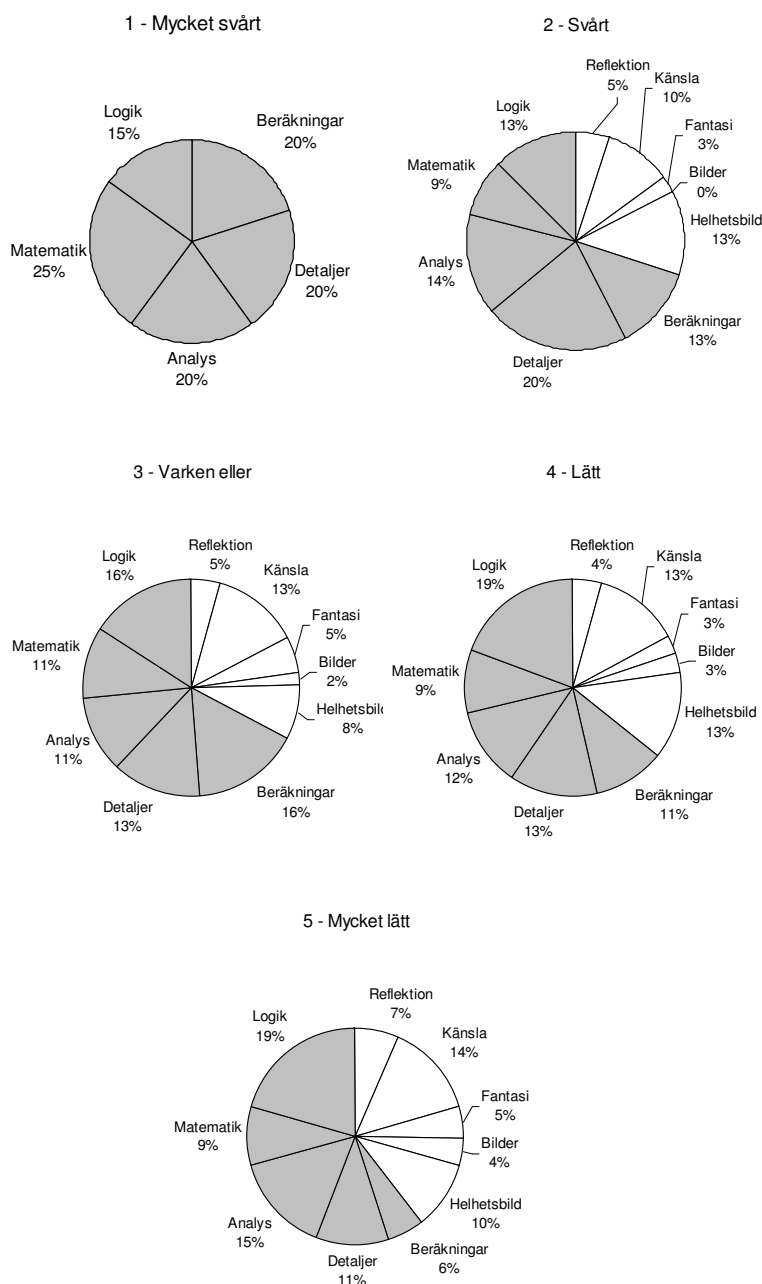 1 - Mycket svårt
Logik
15%
Beräkningar
20%
Matematik
25%
Detaljer
20%
Analys
20%
2 - Svårt
Reflektion
5%
Känsla
10%
Logik
13%
Fantasi
3%
Matematik
9%
Bilder
0%
Helhetsbild
13%
Analys
14%
Beräkningar
13%
Detaljer
20%
3 - Varken eller
Reflektion
5%
Logik
16%
Känsla
13%
Fantasi
5%
Matematik
11%
Bilder
2%
Helhetsbild
8%
Analys
11%
Beräkningar
16%
Detaljer
13%
4 - Lätt
Reflektion
4%
Känsla
13%
Logik
19%
Fantasi
3%
Bilder
3%
Matematik
9%
Helhetsbild
13%
Analys
12%
Beräkningar
11%
Detaljer
13%
5 - Mycket lätt
Reflektion
7%
Logik
19%
Känsla
14%
Fantasi
5%
Matematik
9%
Bilder
4%
Helhetsbild
10%
Analys
15%
Beräkningar
6%
Detaljer
11%